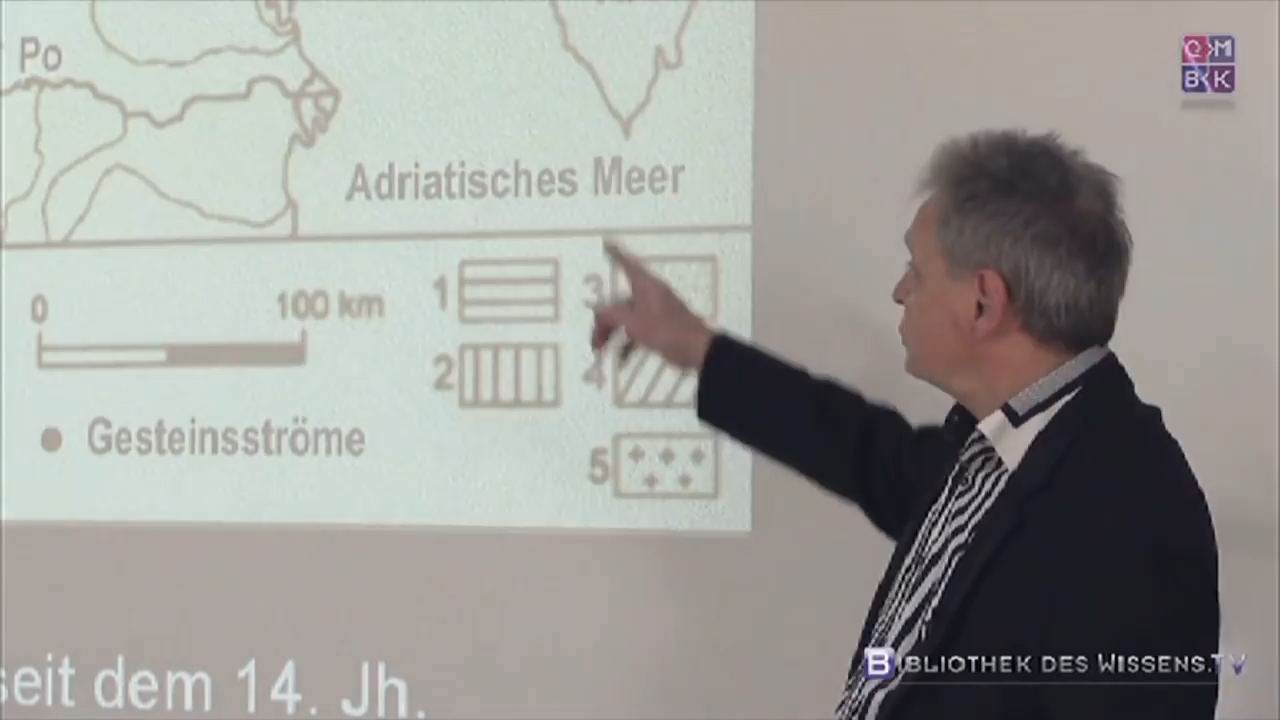 Po
Adriatisches Meer
0 100 km
1
2
3
4
5
Gesteinsströme
seit dem 14. Jh.
Q>M
B<K
BIBLIOTHEK DES WISSENS.TV